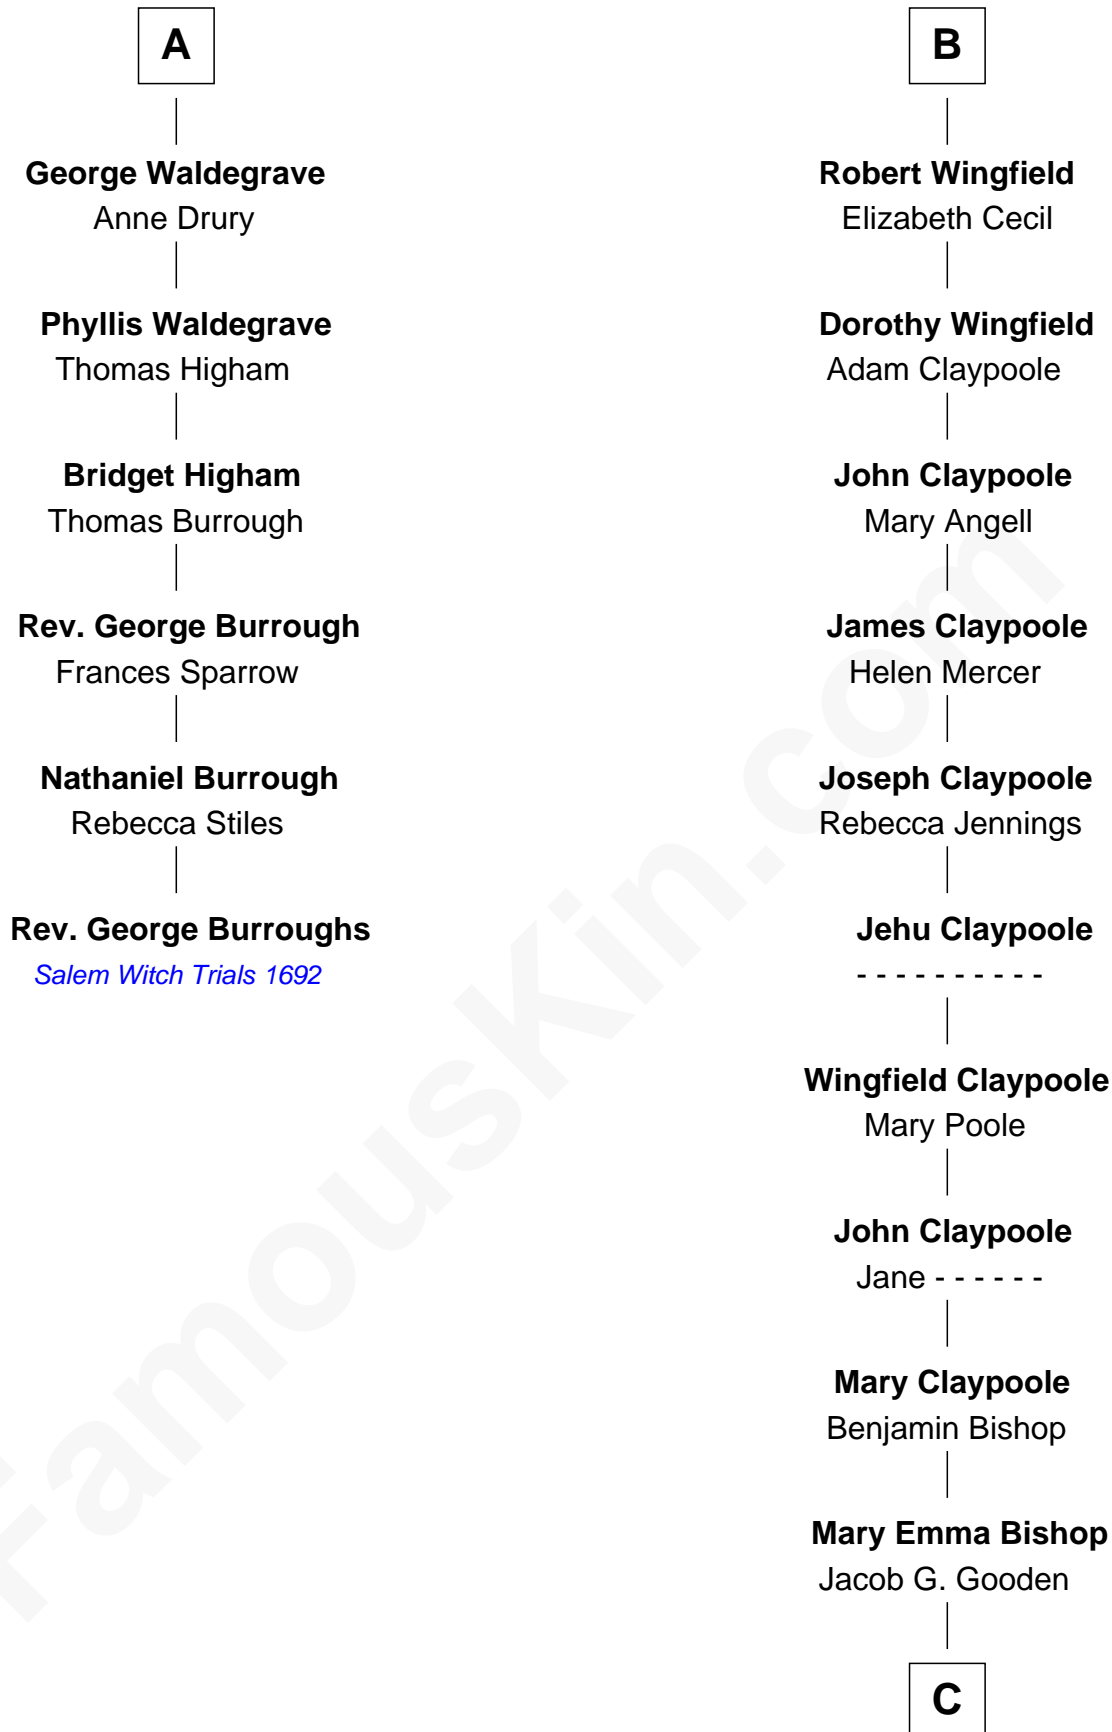 A
George Waldegrave
Anne Drury
Phyllis Waldegrave
Thomas Higham
Bridget Higham
Thomas Burrough
Rev. George Burrough
Frances Sparrow
Nathaniel Burrough
Rebecca Stiles
Rev. George Burroughs
Salem Witch Trials 1692
B
Robert Wingfield
Elizabeth Cecil
Dorothy Wingfield
Adam Claypoole
John Claypoole
Mary Angell
James Claypoole
Helen Mercer
Joseph Claypoole
Rebecca Jennings
Jehu Claypoole
- - - - - - - - - -
Wingfield Claypoole
Mary Poole
John Claypoole
Jane - - - - - -
Mary Claypoole
Benjamin Bishop
Mary Emma Bishop
Jacob G. Gooden
C
FamousKin.com